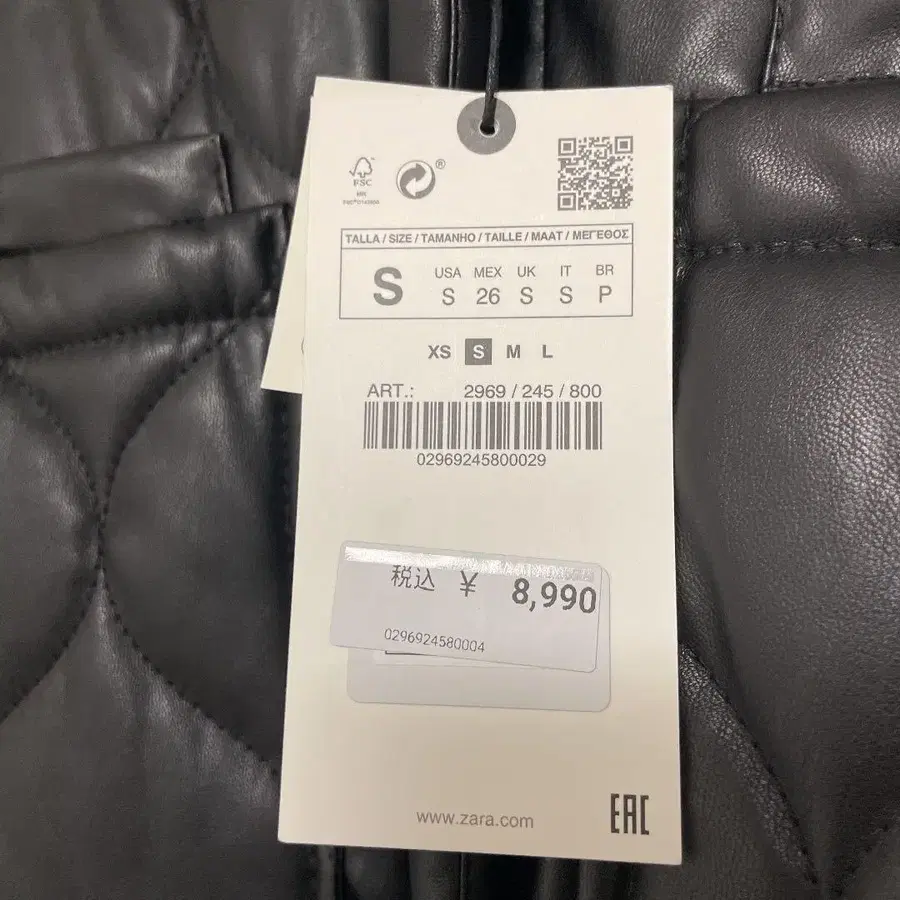 FSC
®
TALLA / SIZE / TAMANHO / TAILLE / MAAT / ΜΕΓΕΘΟΣ
S
USA MEX UK IT BR
S 26 S S P
XS S M L
ART.: 2969 / 245 / 800
02969245800029
税込 ¥ 8,990
0296924580004
www.zara.com
EAC